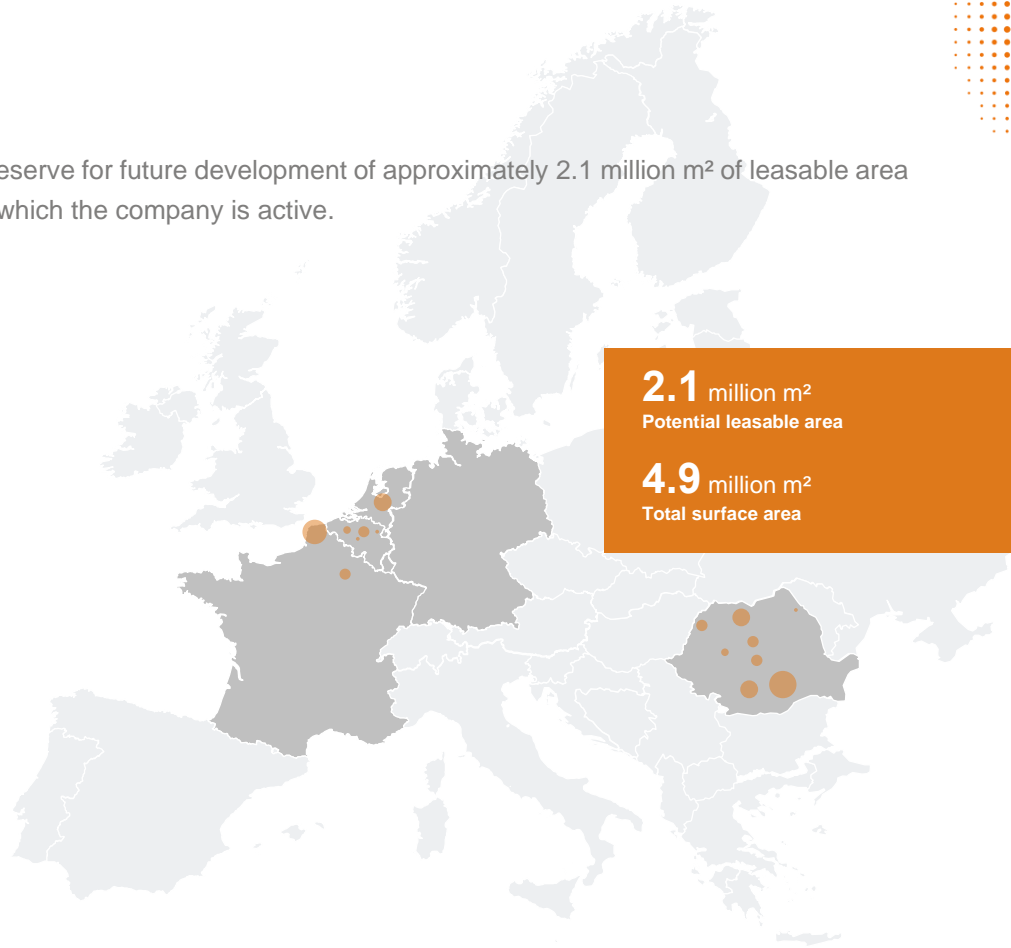 eserve for future development of approximately 2.1 million m² of leasable area
which the company is active.
2.1 million m²
Potential leasable area
4.9 million m²
Total surface area